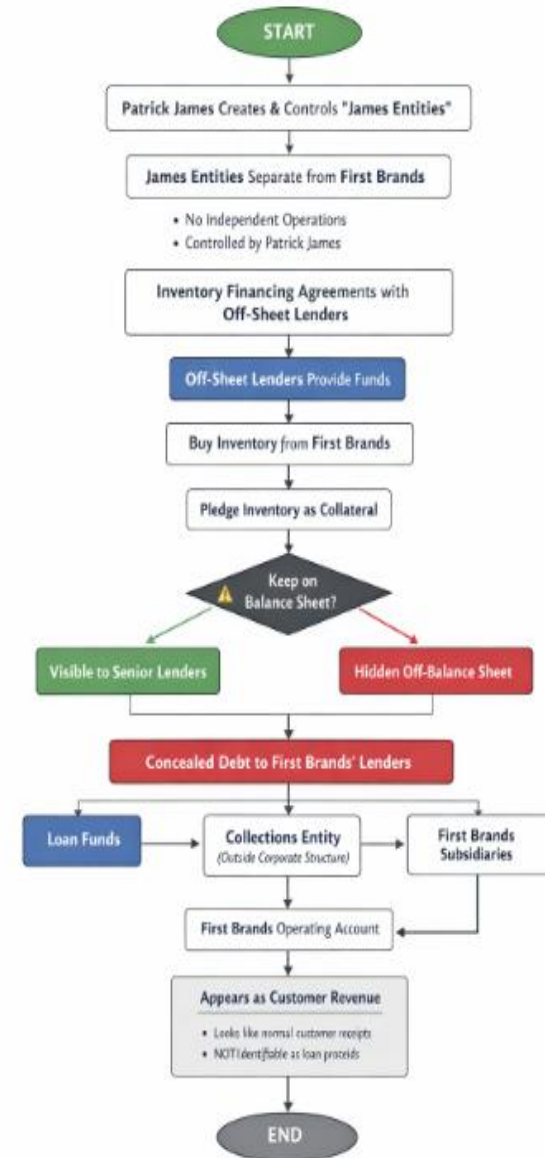 START
Patrick James Creates & Controls "James Entities"
James Entities Separate from First Brands
• No Independent Operations
• Controlled by Patrick James
Inventory Financing Agreements with
Off-Sheet Lenders
Off-Sheet Lenders Provide Funds
Buy Inventory from First Brands
Pledge Inventory as Collateral
Keep on
Balance Sheet?
Visible to Senior Lenders
Hidden Off-Balance Sheet
Concealed Debt to First Brands' Lenders
Loan Funds
Collections Entity
(Outside Corporate Structure)
First Brands
Subsidiaries
First Brands Operating Account
Appears as Customer Revenue
• Looks like normal customer receipts
• NOTIdentifiable as loan proceids
END